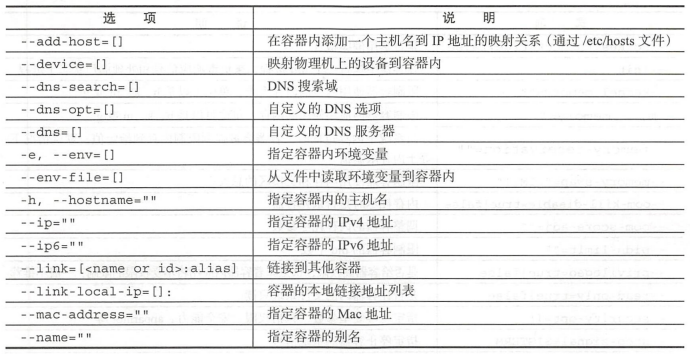 选 项 说 明
--add-host=[] 在容器内添加一个主机名到 IP 地址的映射关系（通过 /etc/hosts 文件）
--device=[] 映射物理机上的设备到容器内
--dns-search=[] DNS 搜索域
--dns-opt=[] 自定义的 DNS 选项
--dns=[] 自定义的 DNS 服务器
-e, --env=[] 指定容器内环境变量
--env-file=[] 从文件中读取环境变量到容器内
-h, --hostname="" 指定容器内的主机名
--ip="" 指定容器的 IPv4 地址
--ip6="" 指定容器的 IPv6 地址
--link=[<name or id>:alias] 链接到其他容器
--link-local-ip=[]: 容器的本地链接地址列表
--mac-address="" 指定容器的 Mac 地址
--name="" 指定容器的别名